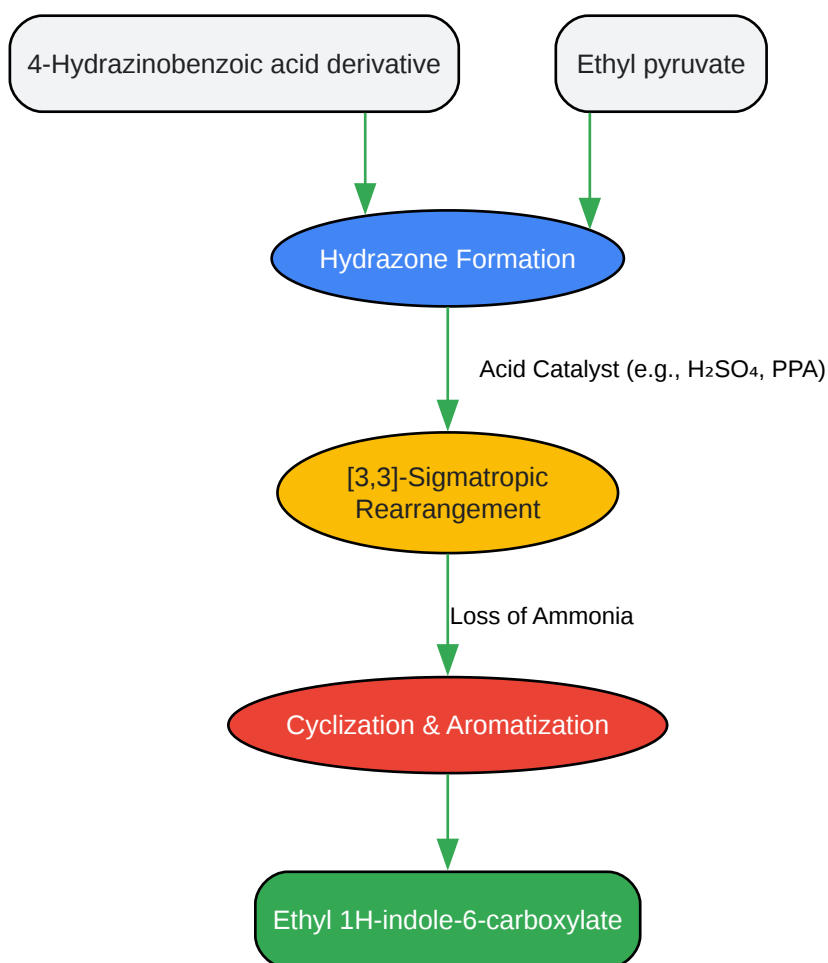 4-Hydrazinobenzoic acid derivative
Ethyl pyruvate
Hydrazone Formation
Acid Catalyst (e.g., H₂SO₄, PPA)
[3,3]-Sigmatropic
Rearrangement
Loss of Ammonia
Cyclization & Aromatization
Ethyl 1H-indole-6-carboxylate